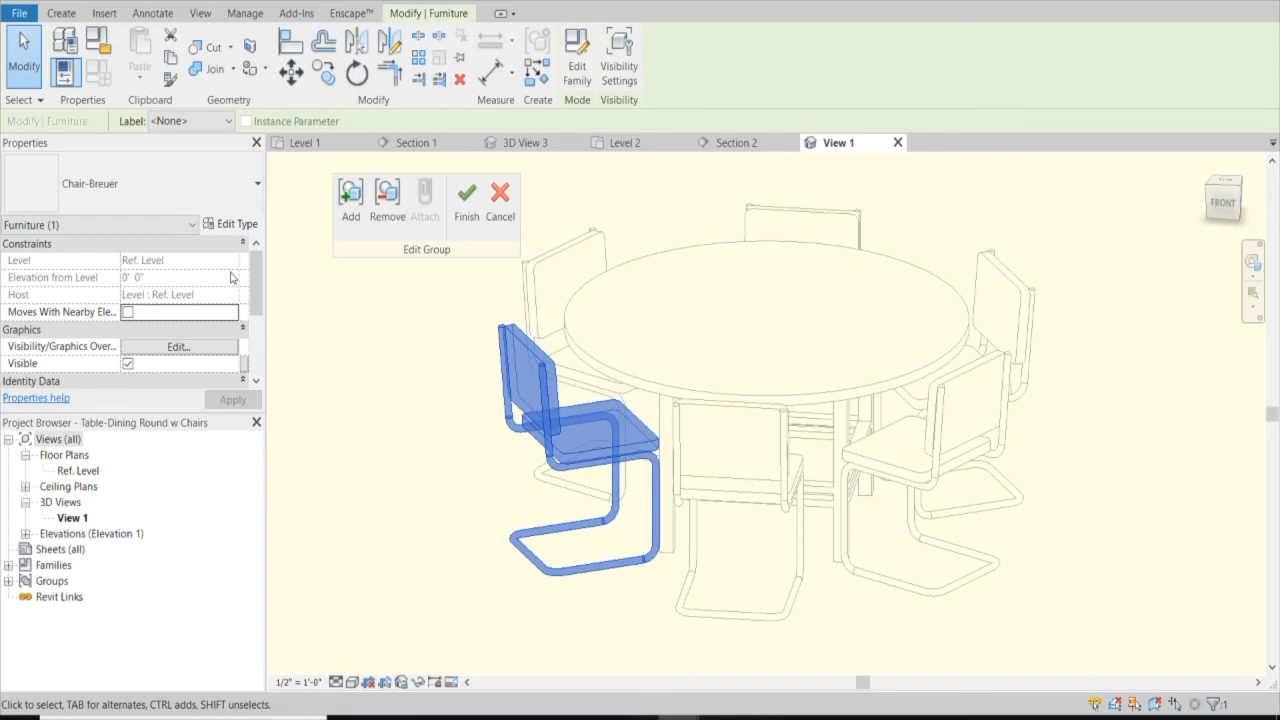 File Create Insert Annotate View Manage Add-Ins Enscape™ Modify | Furniture
Modify
Paste
Cut
Join
Edit
Family
Visibility
Settings
Select Properties Clipboard Geometry Modify Measure Create Mode Visibility
Modify | Furniture Label: <None> Instance Parameter
Properties
Level 1 Section 1 3D View 3 Level 2 Section 2 View 1
Chair-Breuer
Furniture (1) Edit Type
Constraints
Level Ref. Level
Elevation from Level 0' 0"
Host Level : Ref. Level
Moves With Nearby Ele...
Graphics
Visibility/Graphics Over... Edit...
Visible
Identity Data
Properties help Apply
Project Browser - Table-Dining Round w Chairs
Views (all)
Floor Plans
Ref. Level
Ceiling Plans
3D Views
View 1
Elevations (Elevation 1)
Sheets (all)
Families
Groups
Revit Links
Add Remove Attach Finish Cancel
Edit Group
FRONT
1/2" = 1'-0"
Click to select, TAB for alternates, CTRL adds, SHIFT unselects. :1